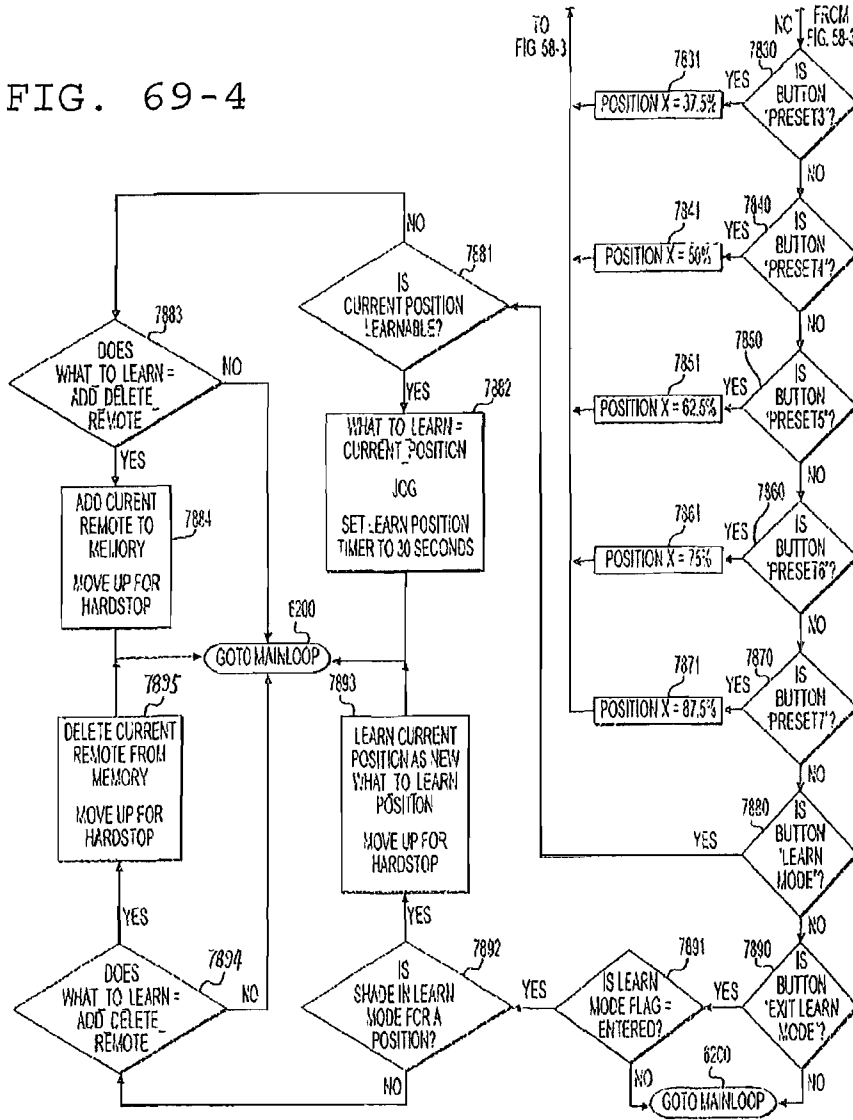 FIG. 69-4
TO
FIG 58-3
NO
FROM
FIG. 58-3
7830
IS
BUTTON
'PRESET3'?
YES
7831
POSITION X = 37.5%
NO
7840
IS
BUTTON
'PRESET4'?
YES
7841
POSITION X = 50%
NO
7850
IS
BUTTON
'PRESET5'?
YES
7851
POSITION X = 62.5%
NO
7860
IS
BUTTON
'PRESET6'?
YES
7861
POSITION X = 75%
NO
7870
IS
BUTTON
'PRESET7'?
YES
7871
POSITION X = 87.5%
NO
7880
IS
BUTTON
'LEARN
MODE'?
YES
NO
7890
IS
BUTTON
'EXIT LEARN
MODE'?
YES
NO
7891
IS LEARN
MODE FLAG =
ENTERED?
YES
NO
6200
GOTO MAINLOOP
7881
IS
CURRENT POSITION
LEARNABLE?
NO
YES
7882
WHAT TO LEARN =
CURRENT_POSITION
JOG
SET LEARN POSITION
TIMER TO 30 SECONDS
7883
DOES
WHAT TO LEARN =
ADD_DELETE_
REMOTE
NO
YES
7884
ADD CURENT
REMOTE TO
MEMORY
MOVE UP FOR
HARDSTOP
6200
GOTO MAINLOOP
7895
DELETE CURRENT
REMOTE FROM
MEMORY
MOVE UP FOR
HARDSTOP
7893
LEARN CURRENT
POSITION AS NEW
WHAT TO LEARN
POSITION
MOVE UP FOR
HARDSTOP
YES
7894
DOES
WHAT TO LEARN =
ADD_DELETE_
REMOTE
NO
YES
7892
IS
SHADE IN LEARN
MODE FOR A
POSITION?
NO